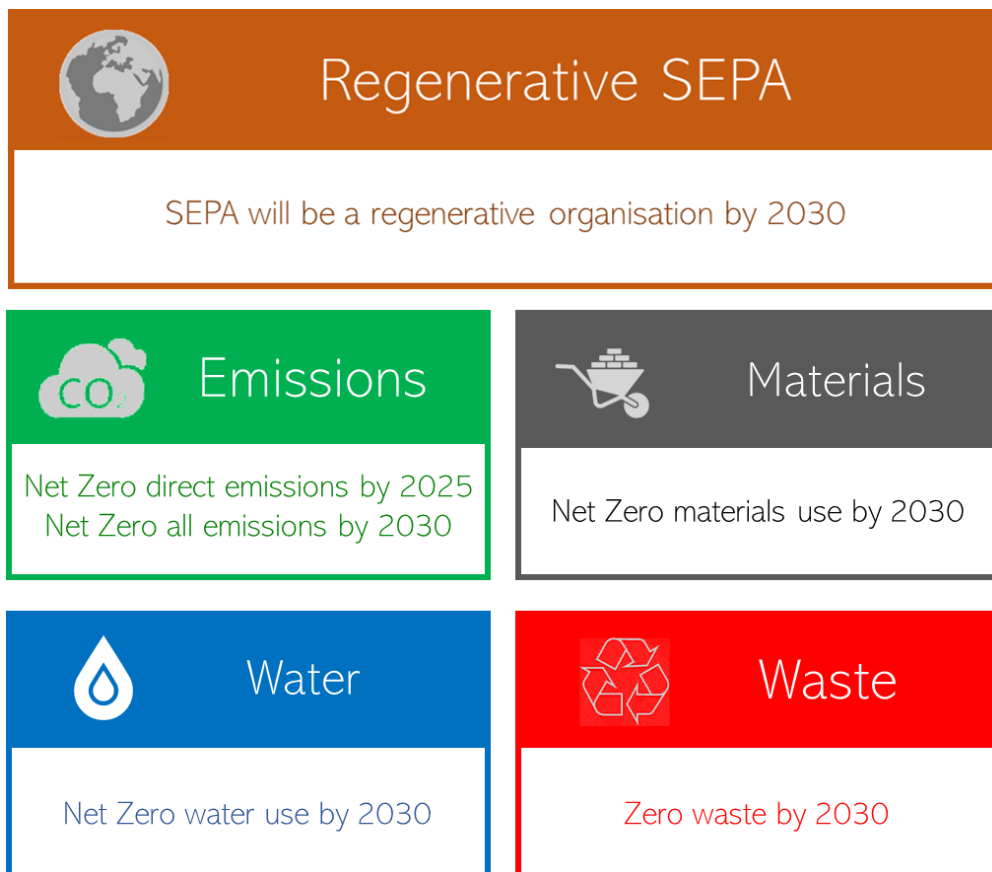 Regenerative SEPA
SEPA will be a regenerative organisation by 2030
CO2
Emissions
Net Zero direct emissions by 2025
Net Zero all emissions by 2030
Materials
Net Zero materials use by 2030
Water
Net Zero water use by 2030
Waste
Zero waste by 2030